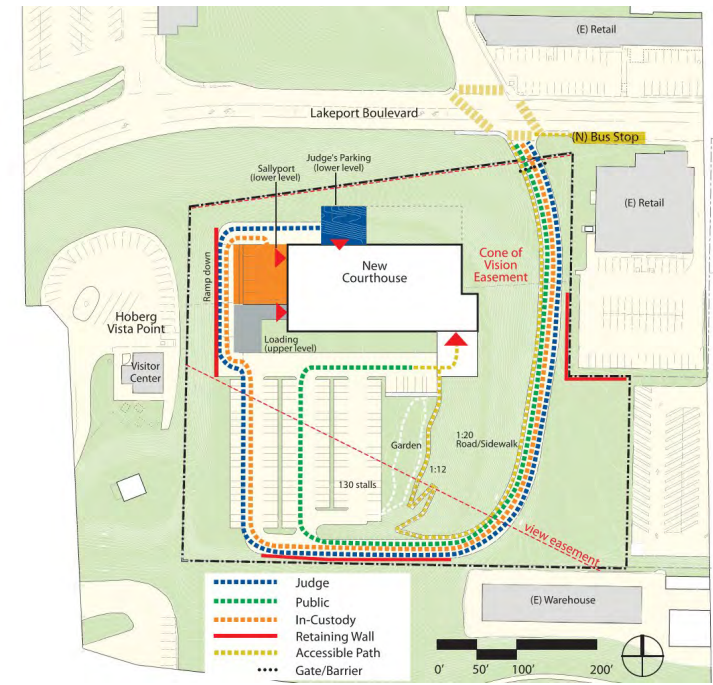 (E) Retail
Lakeport Boulevard
(N) Bus Stop
Judge's Parking
(lower level)
Sallyport
(lower level)
(E) Retail
New
Courthouse
Cone of
Vision
Easement
Ramp down
Hoberg
Vista Point
Loading
(upper level)
Visitor
Center
Garden
1:20
Road/Sidewalk
1:12
130 stalls
view easement
Judge
Public
In-Custody
Retaining Wall
Accessible Path
Gate/Barrier
(E) Warehouse
0'
50'
100'
200'